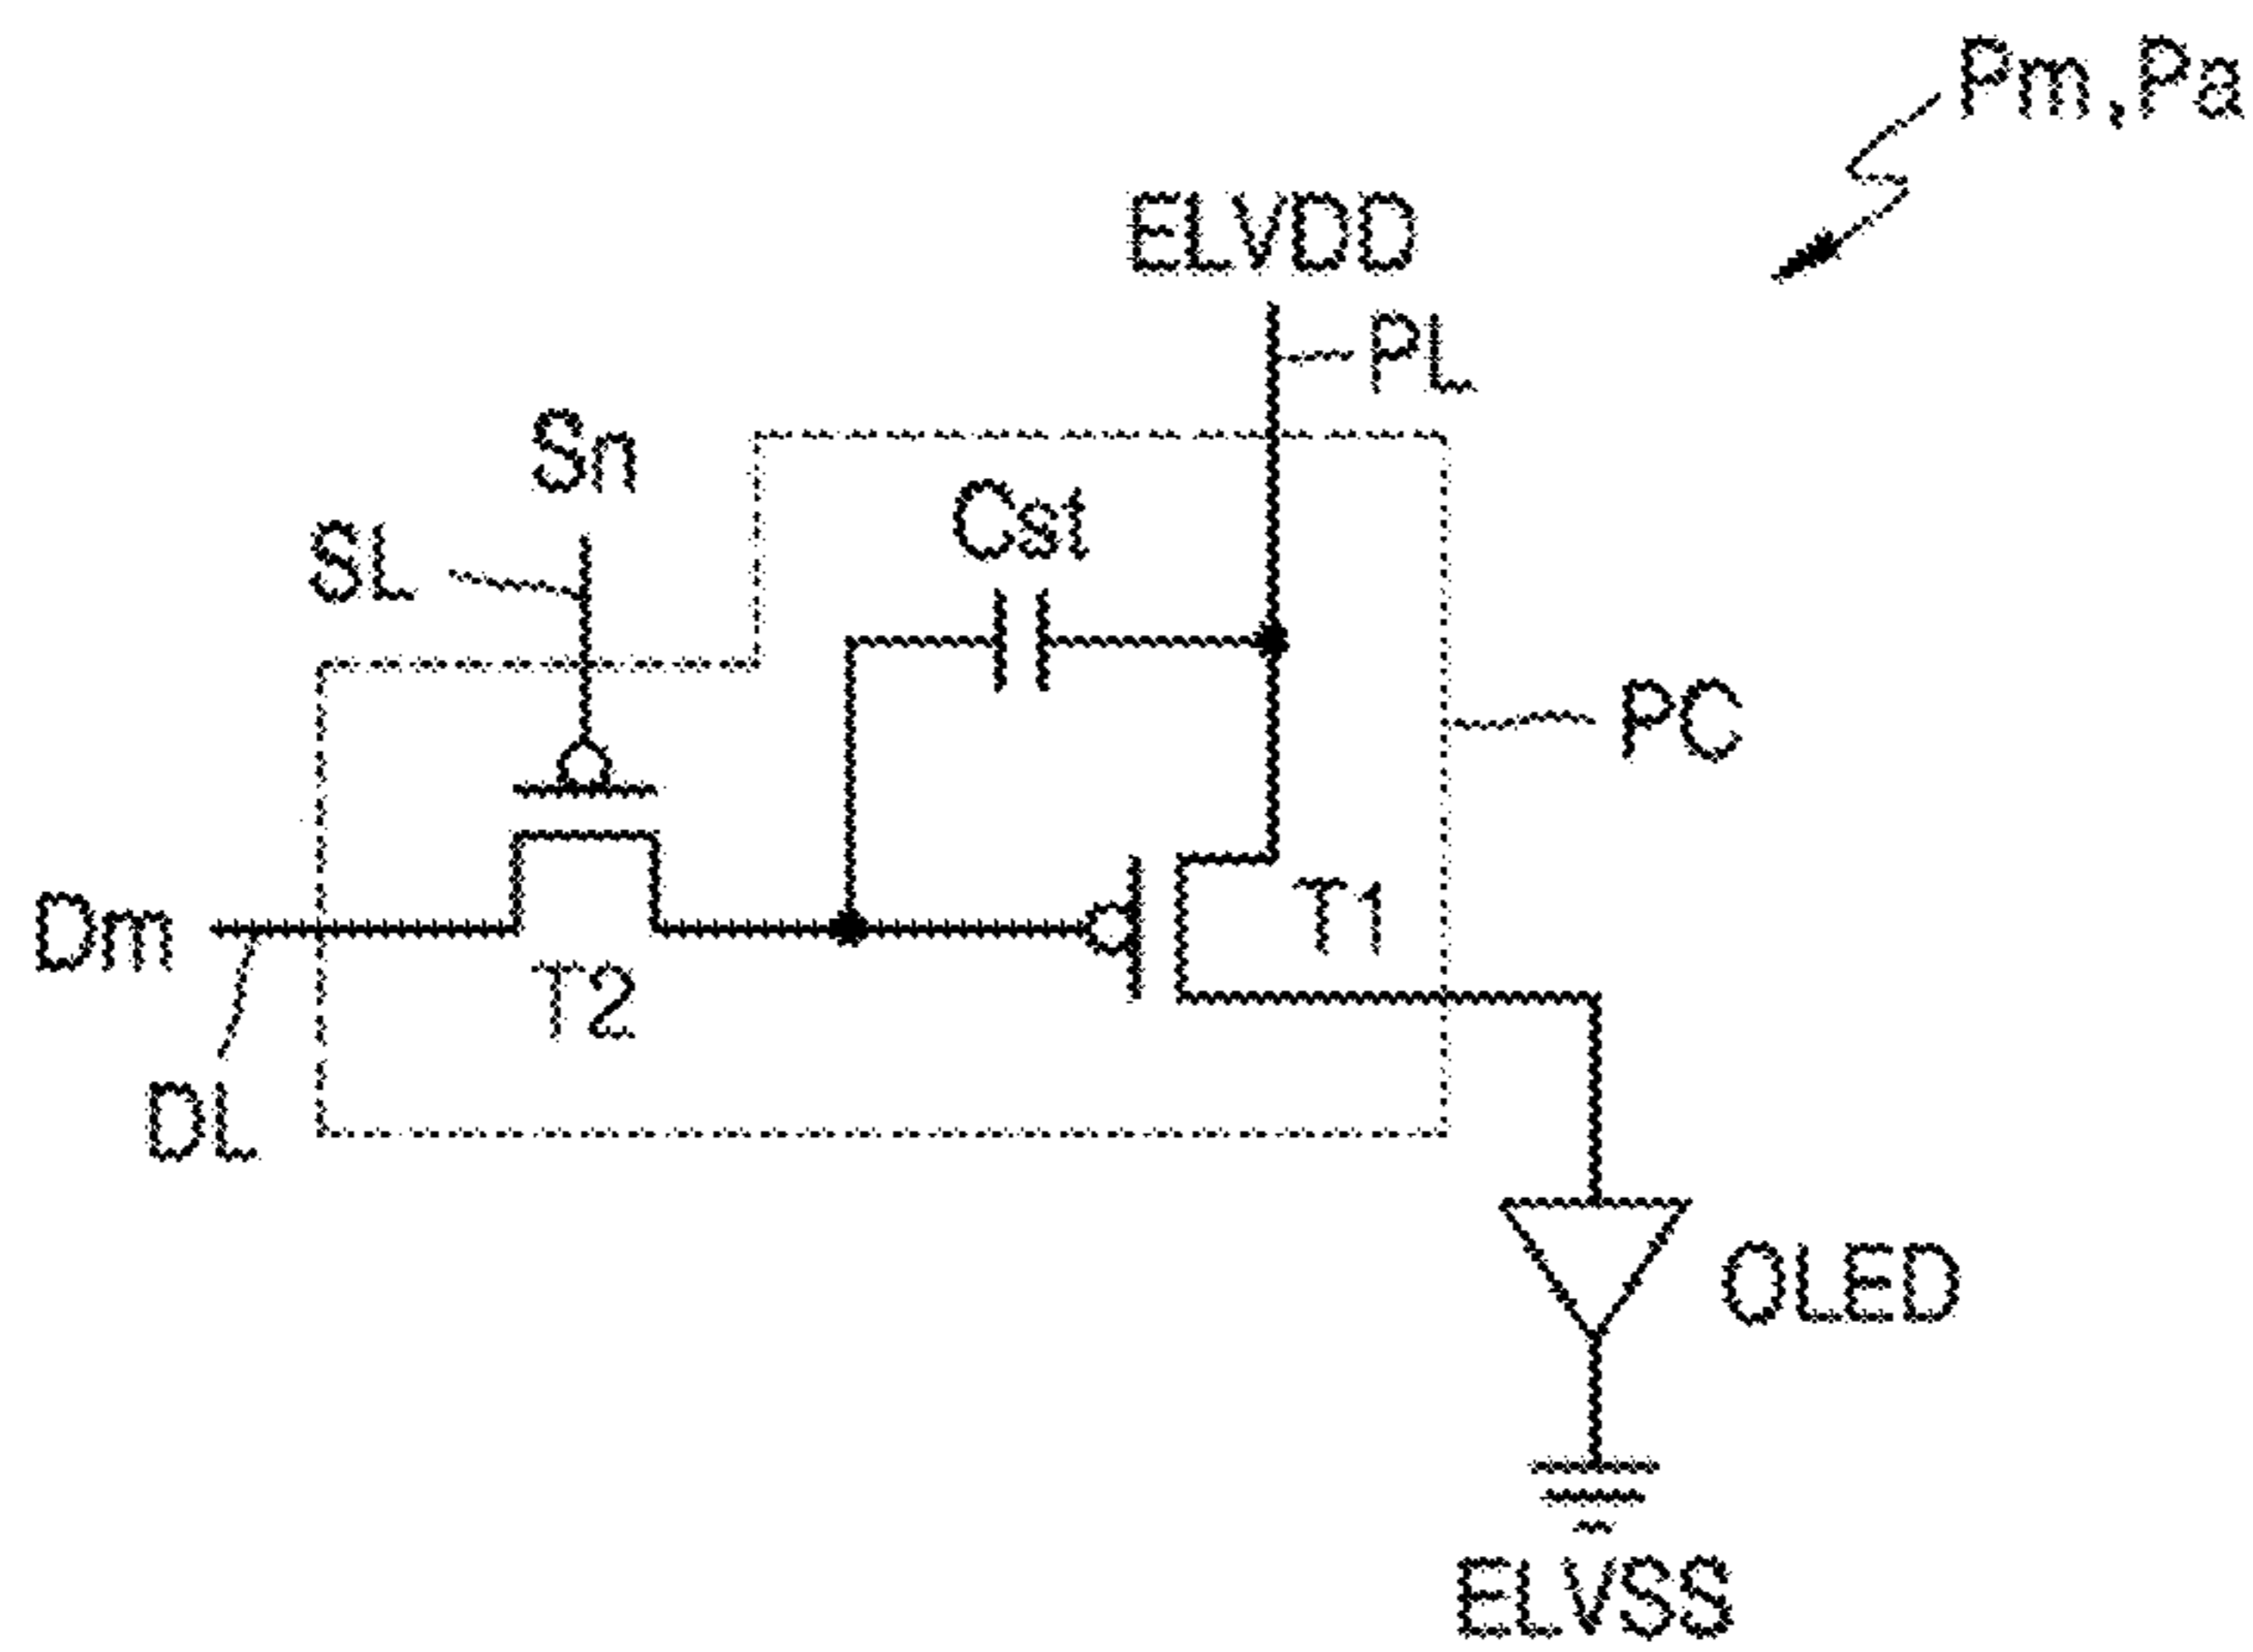 Pm,Pa
ELVDD
PL
Sn
Cst
SL
PC
T1
Dm
T2
DL
OLED
ELVSS